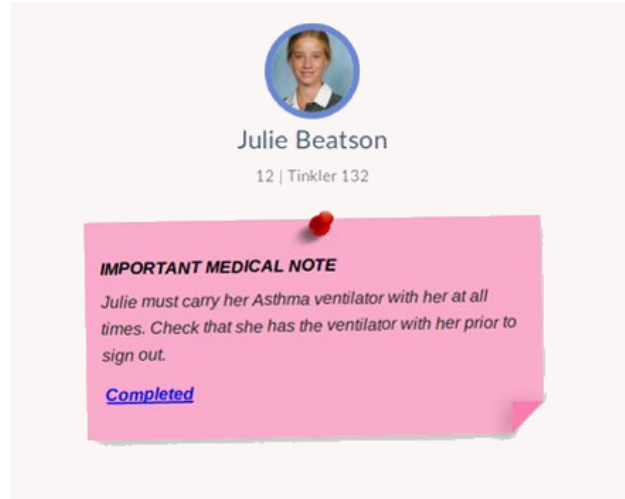 Julie Beatson
12 | Tinkler 132
IMPORTANT MEDICAL NOTE
Julie must carry her Asthma ventilator with her at all
times. Check that she has the ventilator with her prior to
sign out.
Completed